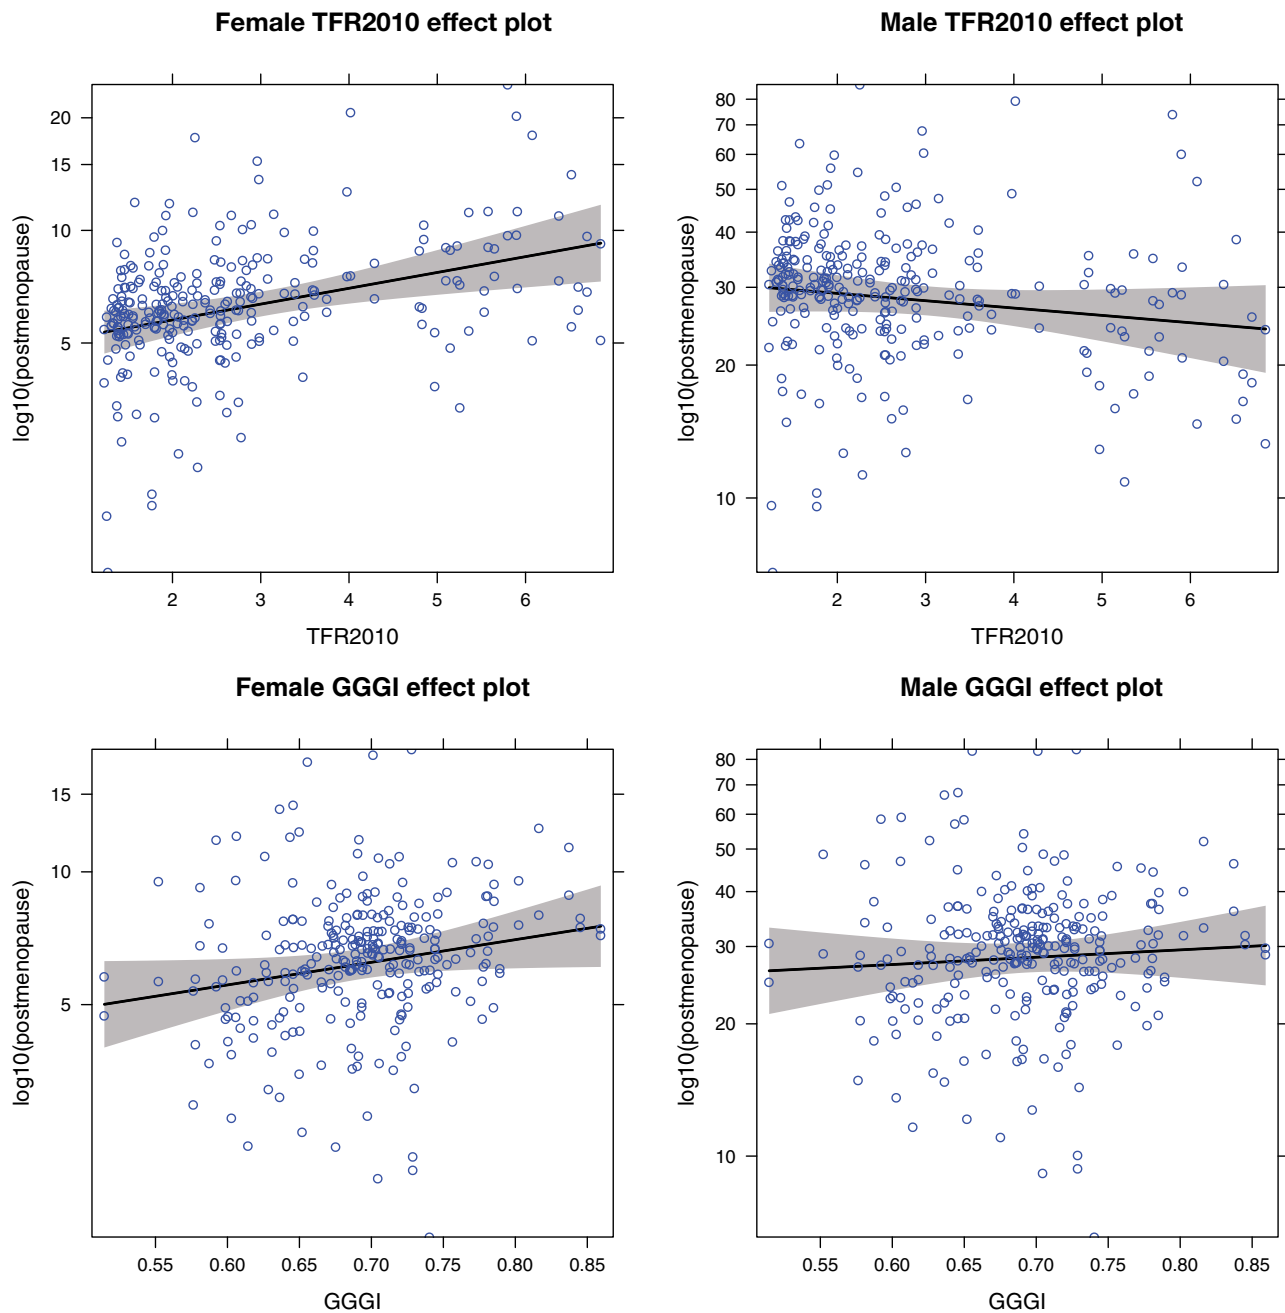 Female TFR2010 effect plot
20
15
10
5
log10(postmenopause)
2 3 4 5 6
TFR2010
Male TFR2010 effect plot
80
70
60
50
40
30
20
10
log10(postmenopause)
2 3 4 5 6
TFR2010
Female GGGI effect plot
15
10
5
log10(postmenopause)
0.55 0.60 0.65 0.70 0.75 0.80 0.85
GGGI
Male GGGI effect plot
80
70
60
50
40
30
20
10
log10(postmenopause)
0.55 0.60 0.65 0.70 0.75 0.80 0.85
GGGI